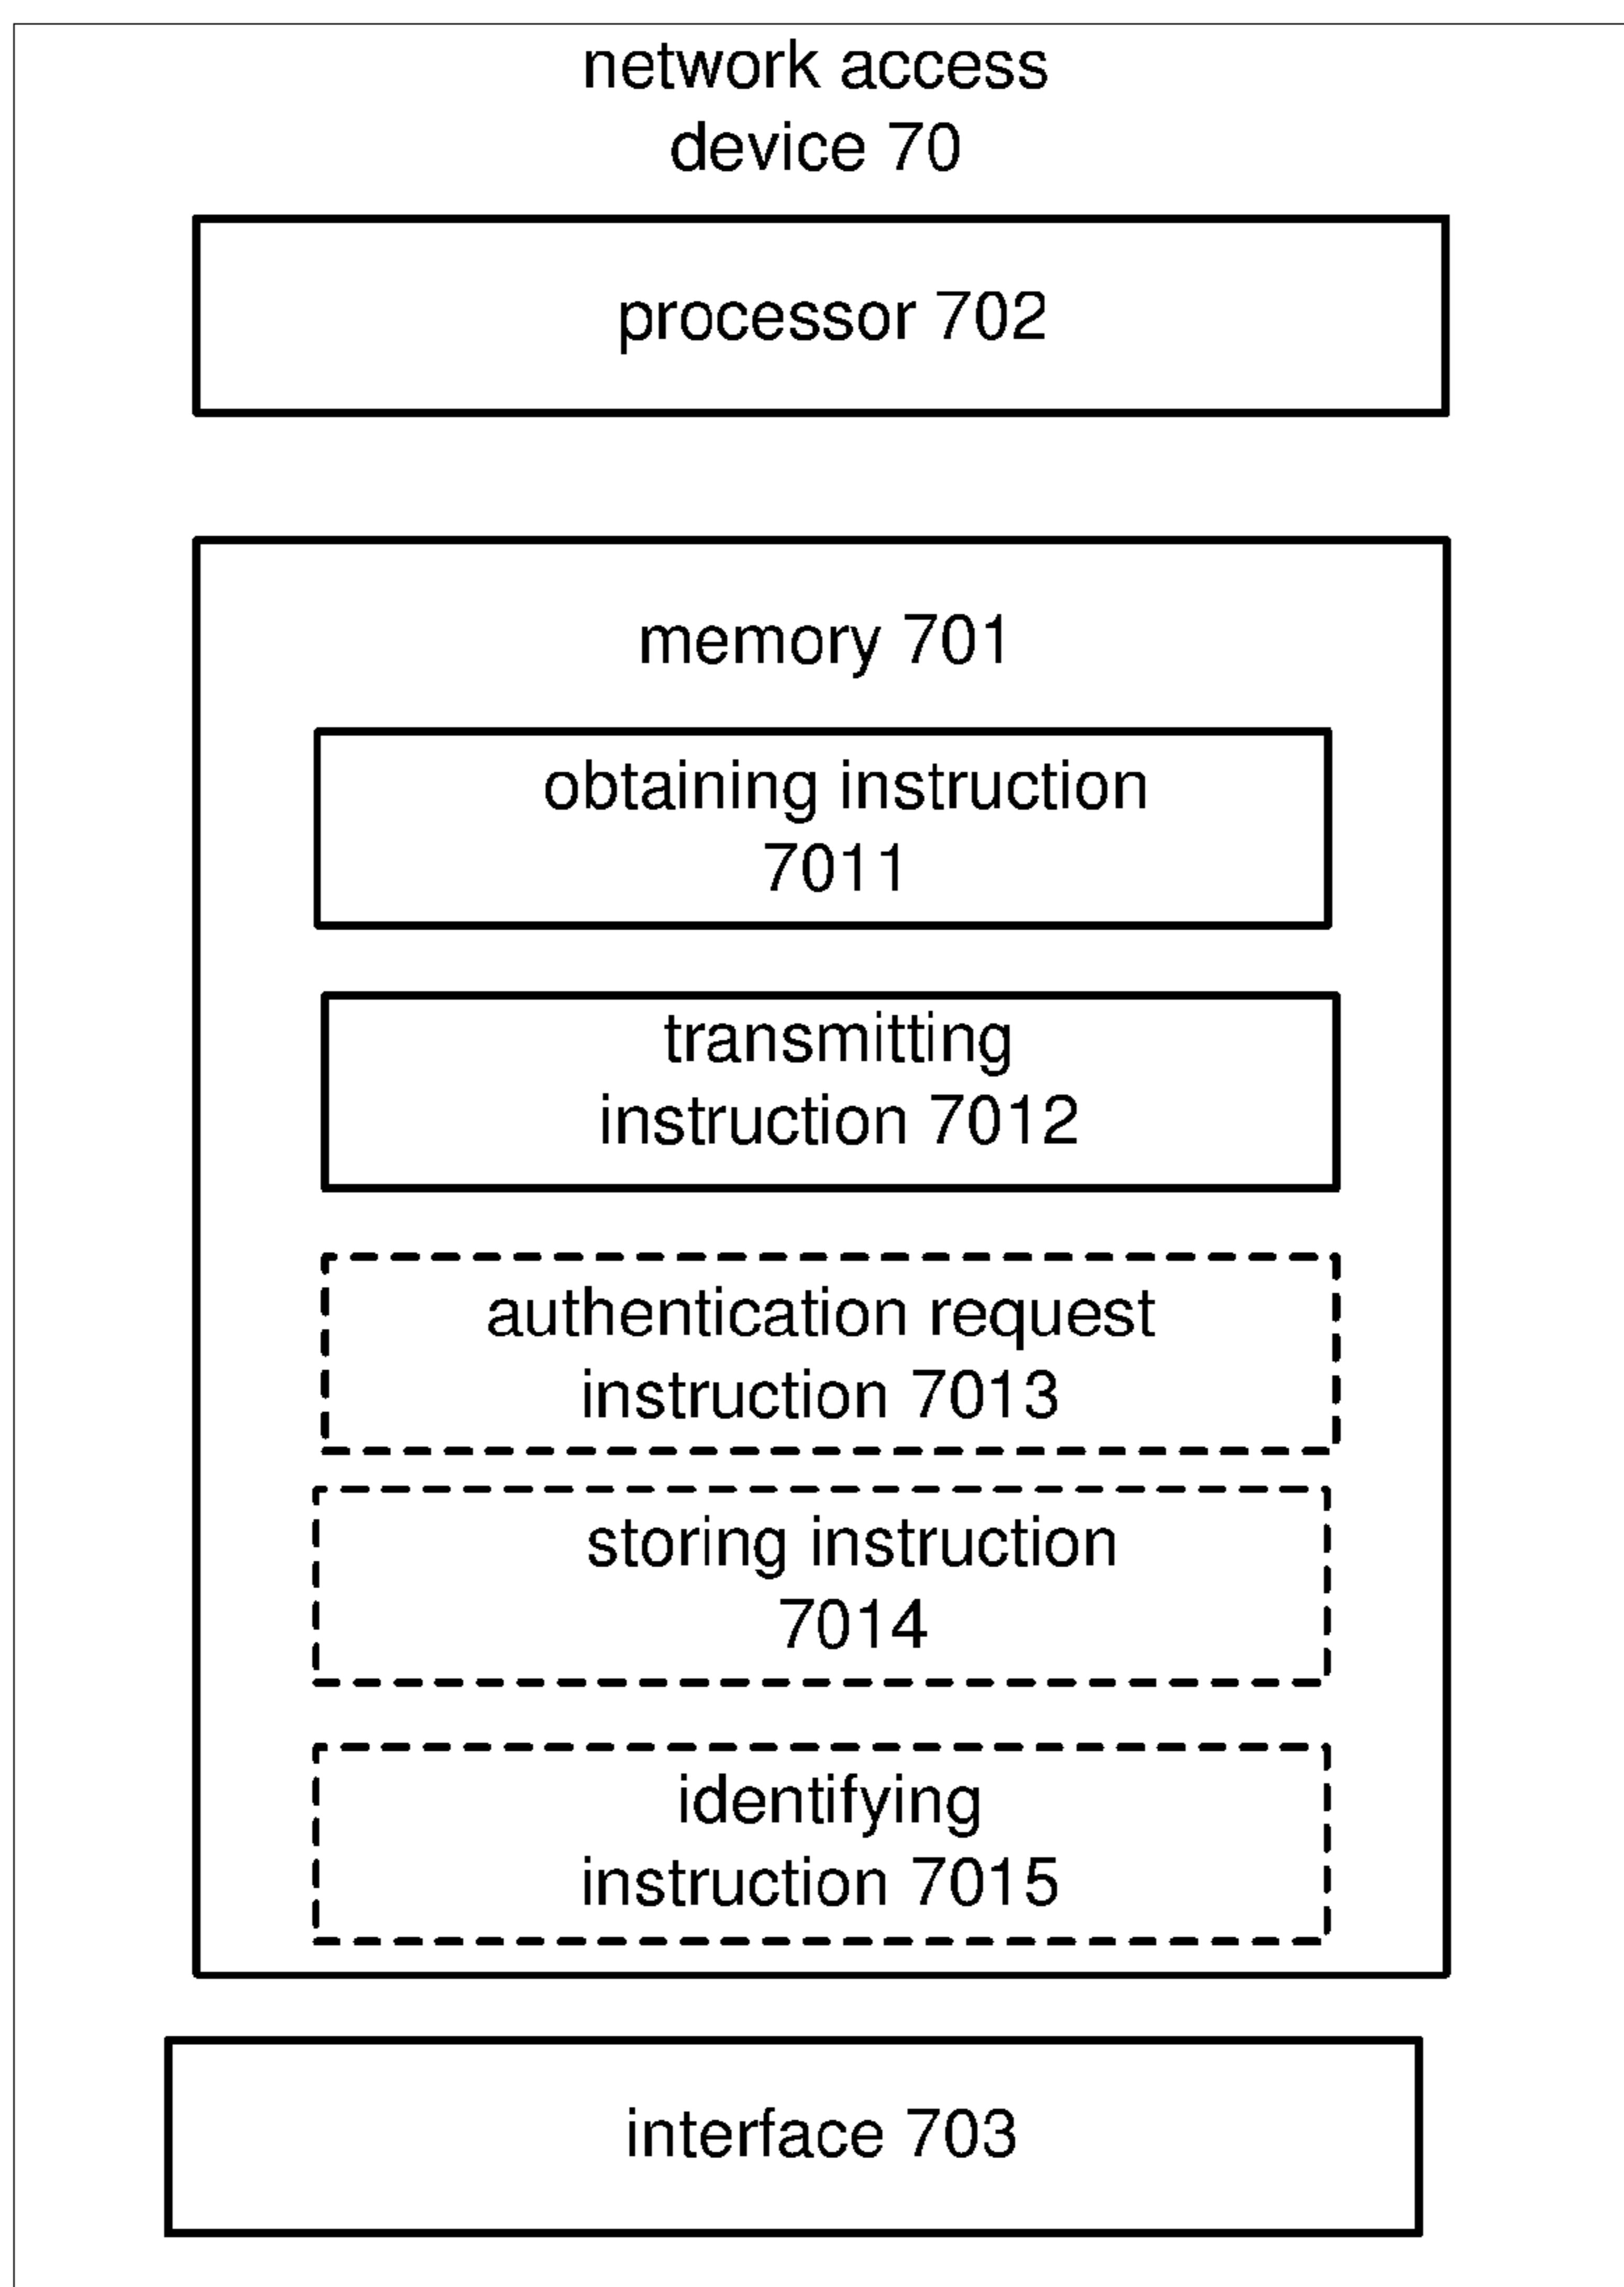 network access
device 70
processor 702
memory 701
obtaining instruction
7011
transmitting
instruction 7012
authentication request
instruction 7013
storing instruction
7014
identifying
instruction 7015
interface 703